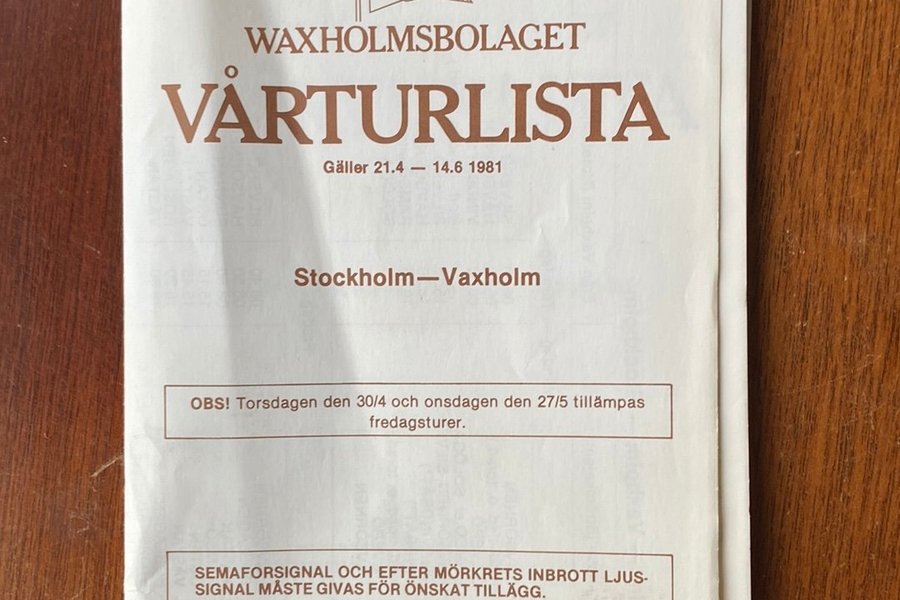 WAXHOLMSBOLAGET
VÅRTURLISTA
Gäller 21.4 — 14.6 1981
Stockholm—Vaxholm
OBS! Torsdagen den 30/4 och onsdagen den 27/5 tillämpas
fredagsturer.
SEMAFORSIGNAL OCH EFTER MÖRKRETS INBROTT LJUS-
SIGNAL MÅSTE GIVAS FÖR ÖNSKAT TILLÄGG.